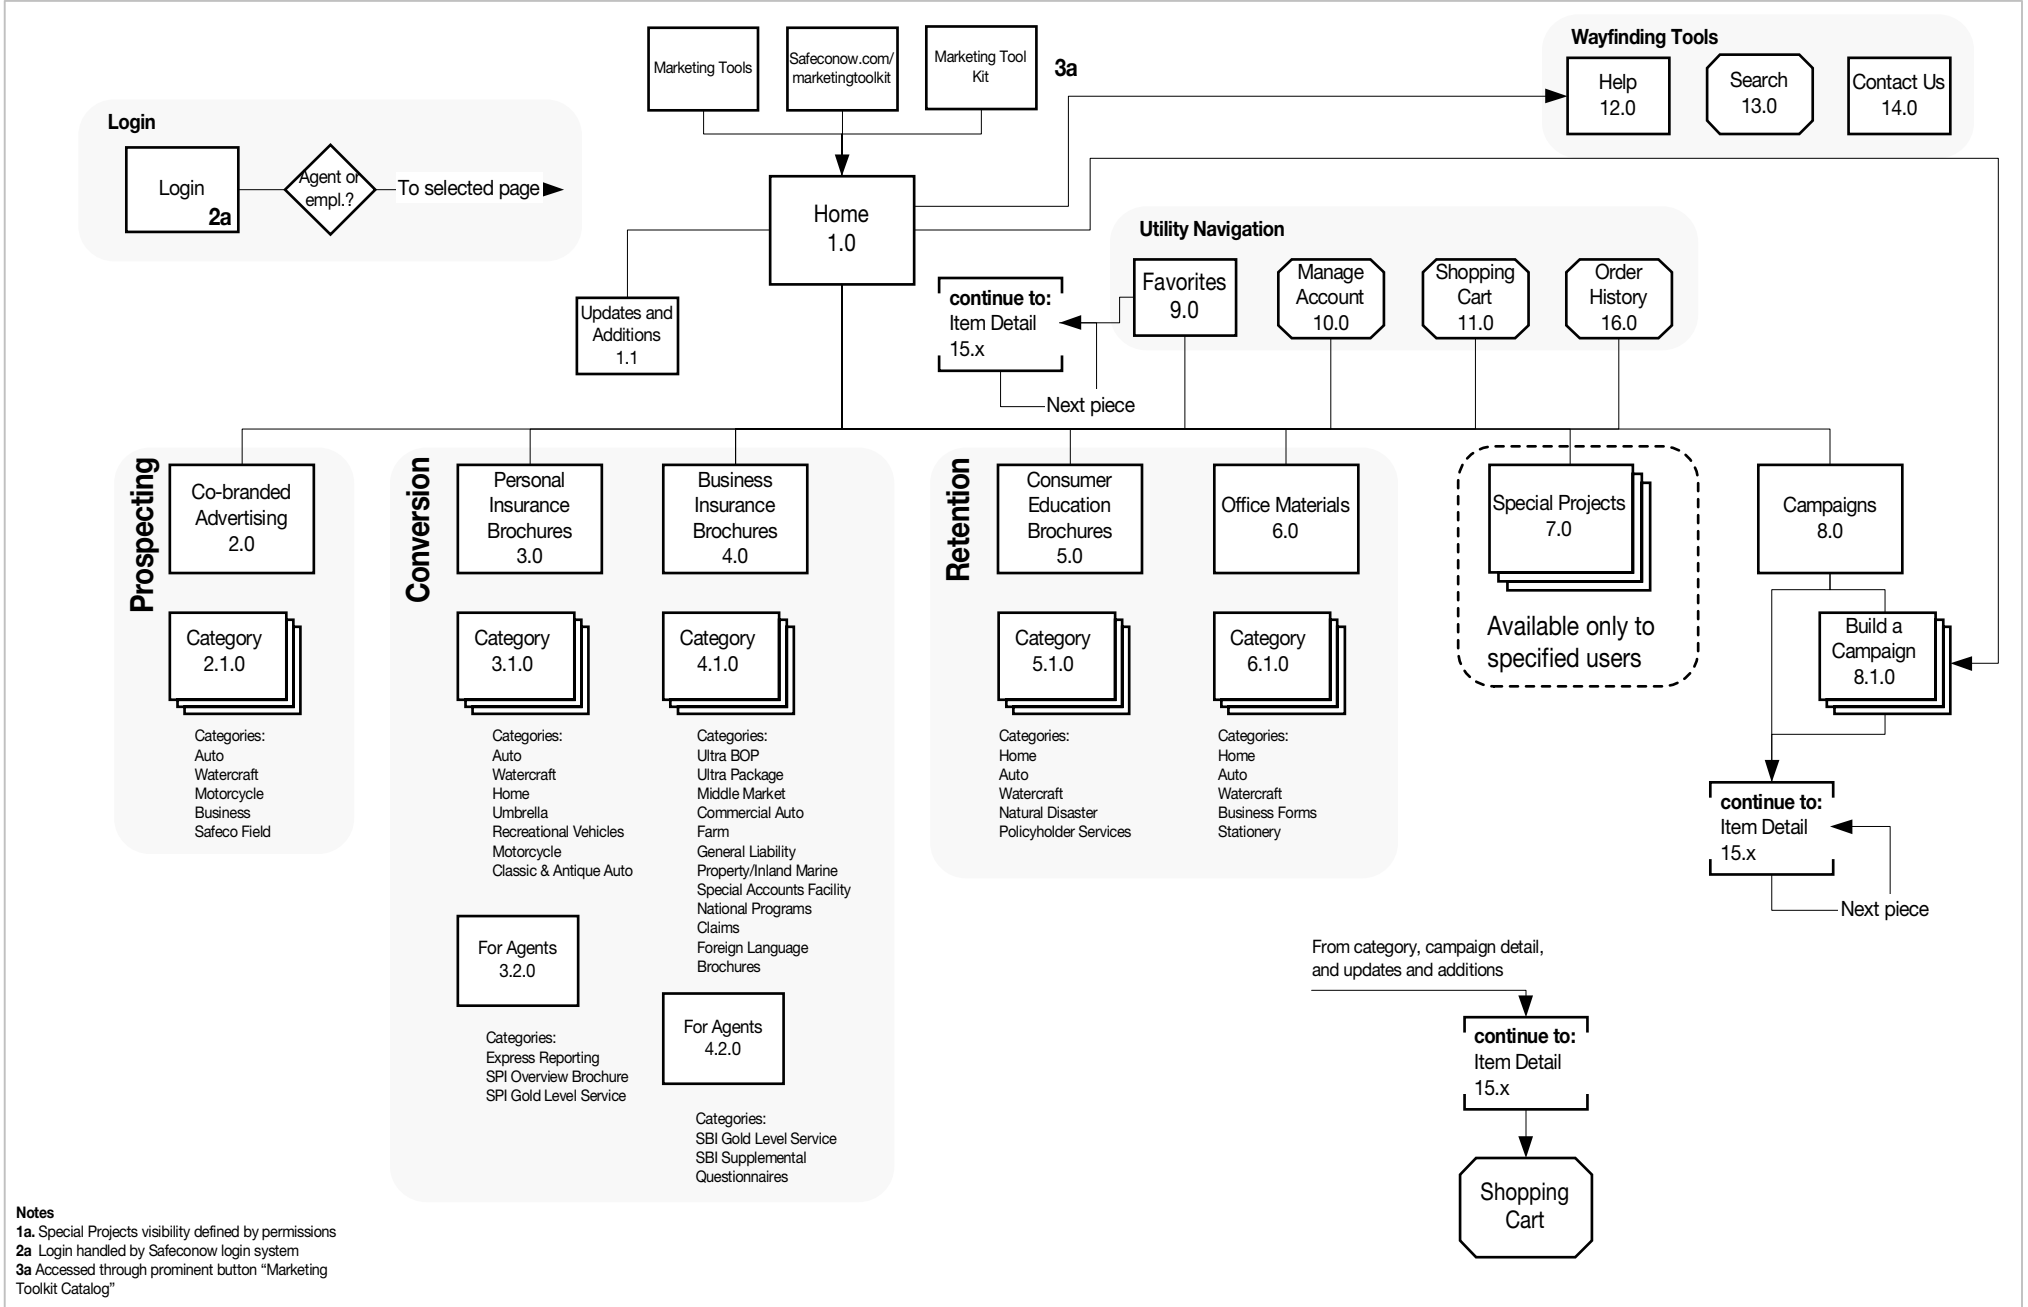 Marketing Tools
Safeconow.com/
marketingtoolkit
Marketing Tool
Kit
3a
Wayfinding Tools
Help
12.0
Search
13.0
Contact Us
14.0
Login
Login
2a
Agent or
empl.?
To selected page
Home
1.0
Updates and
Additions
1.1
Utility Navigation
Favorites
9.0
Manage
Account
10.0
Shopping
Cart
11.0
Order
History
16.0
continue to:
Item Detail
15.x
Next piece
Prospecting
Co-branded
Advertising
2.0
Category
2.1.0
Categories:
Auto
Watercraft
Motorcycle
Business
Safeco Field
Conversion
Personal
Insurance
Brochures
3.0
Category
3.1.0
Categories:
Auto
Watercraft
Home
Umbrella
Recreational Vehicles
Motorcycle
Classic & Antique Auto
For Agents
3.2.0
Categories:
Express Reporting
SPI Overview Brochure
SPI Gold Level Service
Business
Insurance
Brochures
4.0
Category
4.1.0
Categories:
Ultra BOP
Ultra Package
Middle Market
Commercial Auto
Farm
General Liability
Property/Inland Marine
Special Accounts Facility
National Programs
Claims
Foreign Language
Brochures
For Agents
4.2.0
Categories:
SBI Gold Level Service
SBI Supplemental
Questionnaires
Retention
Consumer
Education
Brochures
5.0
Category
5.1.0
Categories:
Home
Auto
Watercraft
Natural Disaster
Policyholder Services
Office Materials
6.0
Category
6.1.0
Categories:
Home
Auto
Watercraft
Business Forms
Stationery
Special Projects
7.0
Available only to
specified users
Campaigns
8.0
Build a
Campaign
8.1.0
continue to:
Item Detail
15.x
Next piece
From category, campaign detail,
and updates and additions
continue to:
Item Detail
15.x
Shopping
Cart
Notes
1a. Special Projects visibility defined by permissions
2a Login handled by Safeconow login system
3a Accessed through prominent button “Marketing
Toolkit Catalog”